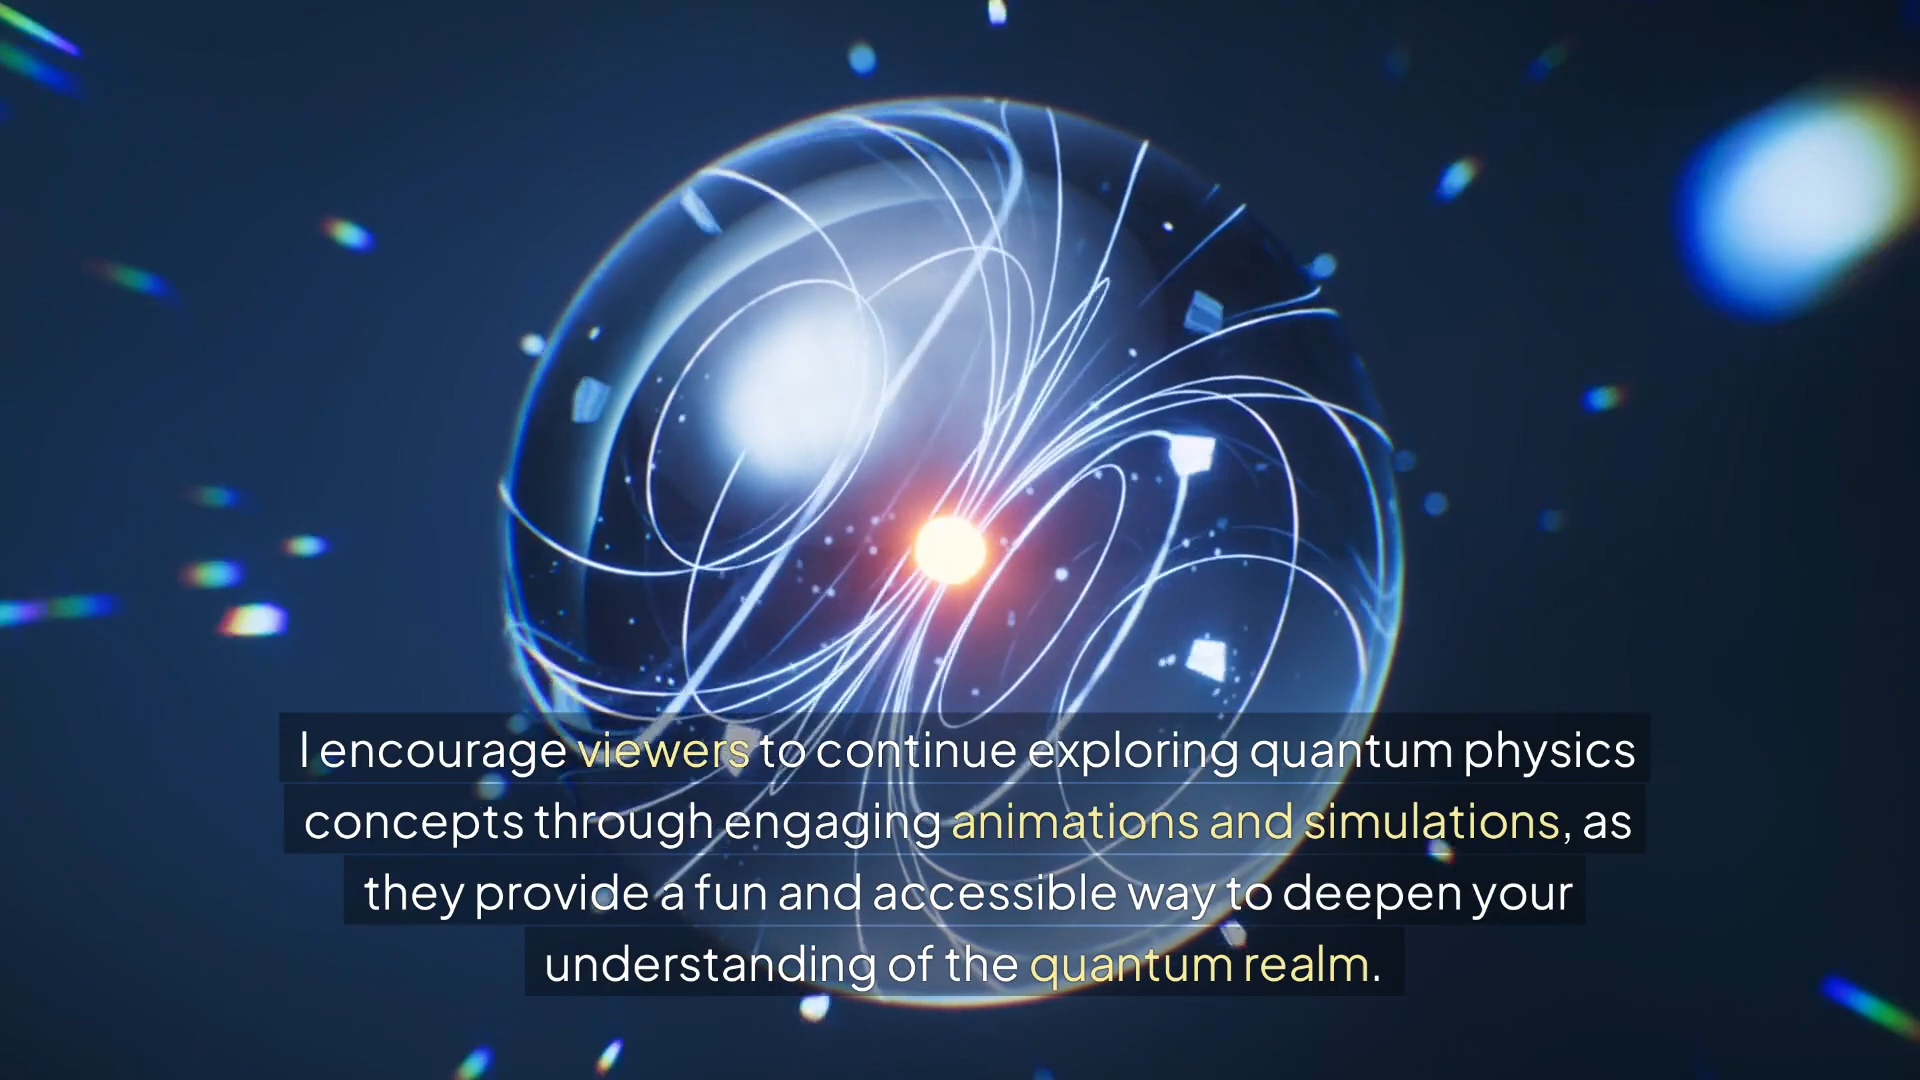 I encourage viewers to continue exploring quantum physics
concepts through engaging animations and simulations, as
they provide a fun and accessible way to deepen your
understanding of the quantum realm.